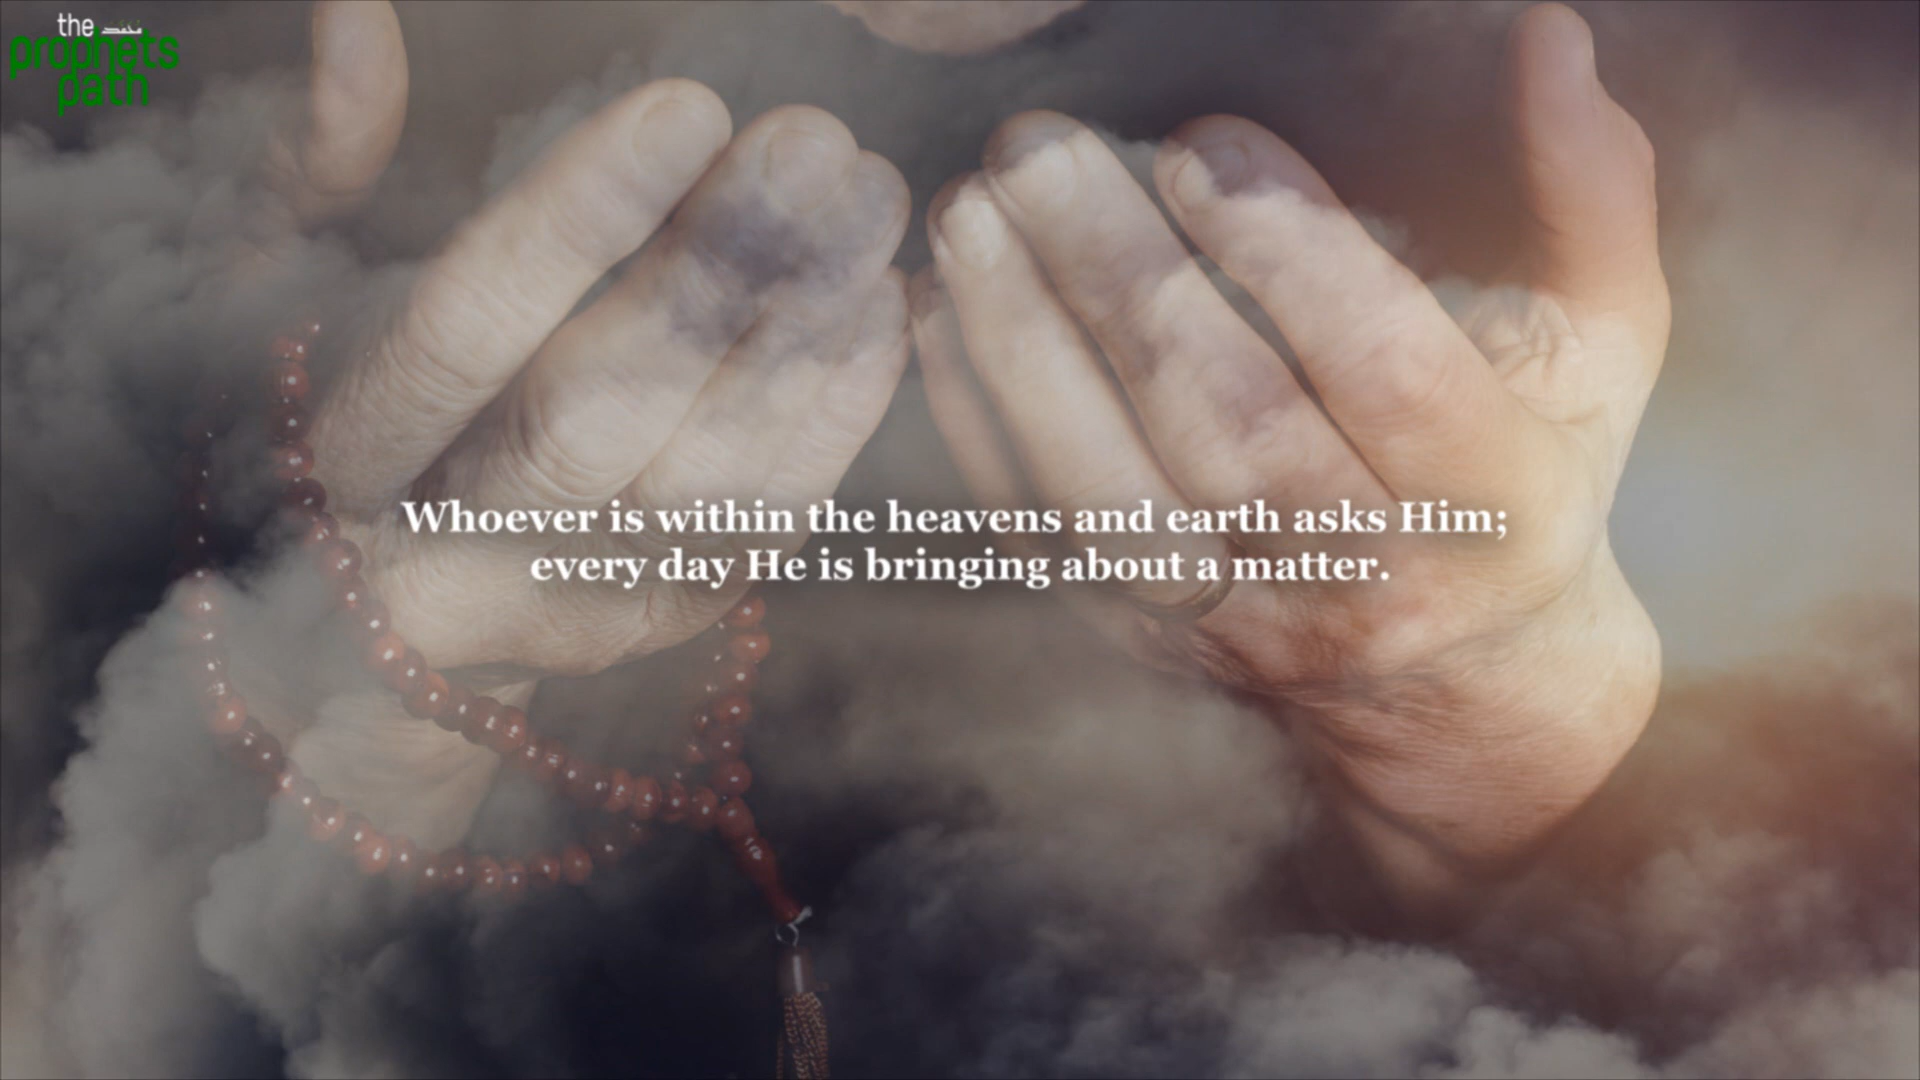 the محمد
prophets
path
Whoever is within the heavens and earth asks Him;
every day He is bringing about a matter.